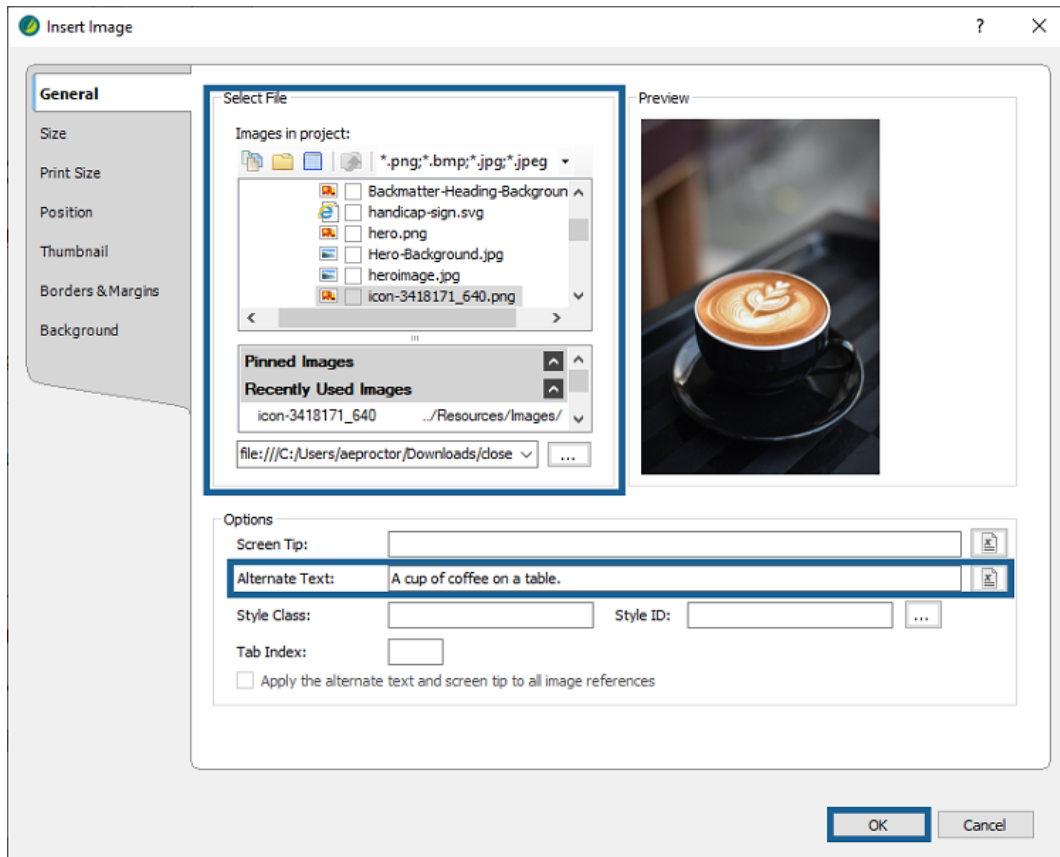 Insert Image
General
Size
Print Size
Position
Thumbnail
Borders & Margins
Background
Select File
Images in project:
*.png;*.bmp;*.jpg;*.jpeg
Backmatter-Heading-Backgroun
handicap-sign.svg
hero.png
Hero-Background.jpg
heroimage.jpg
icon-3418171_640.png
Pinned Images
Recently Used Images
icon-3418171_640 ../Resources/Images/
file:///C:/Users/aeproctor/Downloads/close
...
Preview
Options
Screen Tip:
Alternate Text: A cup of coffee on a table.
Style Class: Style ID: ...
Tab Index:
Apply the alternate text and screen tip to all image references
OK Cancel